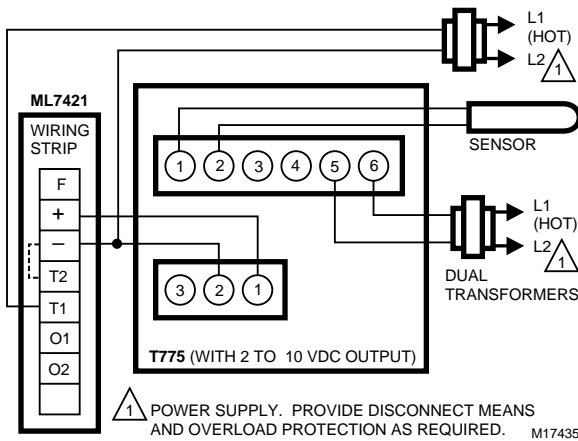 L1
(HOT)
L2 1
ML7421
WIRING
STRIP
F
+
–
T2
T1
O1
O2
1 2 3 4 5 6
SENSOR
L1
(HOT)
L2 1
DUAL
TRANSFORMERS
3 2 1
T775 (WITH 2 TO 10 VDC OUTPUT)
1 POWER SUPPLY. PROVIDE DISCONNECT MEANS
AND OVERLOAD PROTECTION AS REQUIRED.
M17435